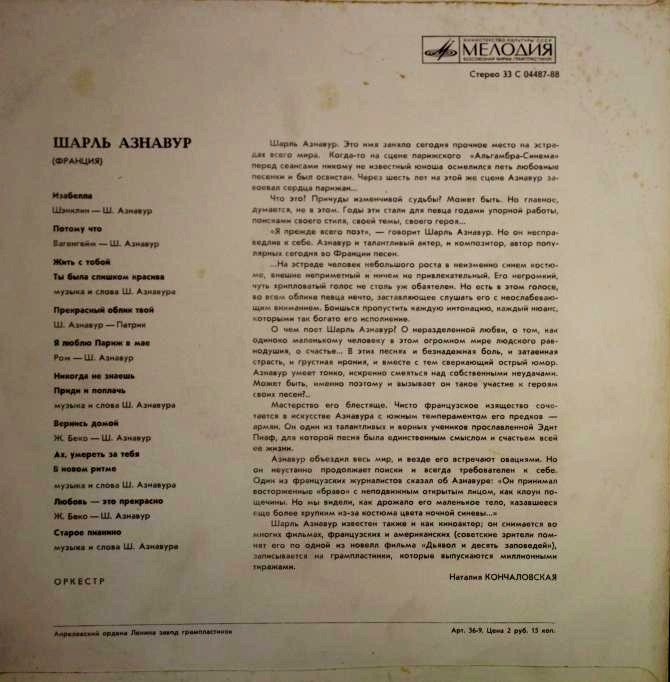 МИНИСТЕРСТВО КУЛЬТУРЫ СССР
МЕЛОДИЯ
ВСЕСОЮЗНАЯ ФИРМА ГРАМПЛАСТИНОК
Стерео 33 С 04487-88
ШАРЛЬ АЗНАВУР
(ФРАНЦИЯ)
Изабелла
Шэнклин — Ш. Азнавур
Потому что
Вагенгейм — Ш. Азнавур
Жить с тобой
Ты была слишком красива
музыка и слова Ш. Азнавура
Прекрасный облик твой
Ш. Азнавур — Патрик
Я люблю Париж в мае
Рош — Ш. Азнавур
Никогда не знаешь
Приди и поплачь
музыка и слова Ш. Азнавура
Вернись домой
Ж. Беко — Ш. Азнавур
Ах, умереть за тебя
В новом ритме
музыка и слова Ш. Азнавура
Любовь — это прекрасно
Ж. Беко — Ш. Азнавур
Старое пианино
музыка и слова Ш. Азнавура
ОРКЕСТР
Шарль Азнавур. Это имя заняло сегодня прочное место на эстра-
дах всего мира. Когда-то на сцене парижского «Альгамбра-Синема»
перед сеансами никому не известный юноша осмелился петь любовные
песенки и был освистан. Через шесть лет на этой же сцене Азнавур за-
воевал сердца парижан...
Что это? Причуды изменчивой судьбы? Может быть. Но главное,
думается, не в этом. Годы эти стали для певца годами упорной работы,
поисками своего стиля, своей темы, своего героя...
«Я прежде всего поэт», — говорит Шарль Азнавур. Но он несправ-
ведлив к себе. Азнавур и талантливый актер, и композитор, автор попу-
лярных сегодня во Франции песен.
...На эстраде человек небольшого роста в неизменно синем костю-
ме, внешне неприметный и ничем не привлекательный. Его негромкий,
чуть хрипловатый голос не столь уж обаятелен. Но есть в этом голосе,
во всем облике певца нечто, заставляющее слушать его с неослабеваю-
щим вниманием. Боишься пропустить каждую интонацию, каждый нюанс,
которыми так богато его исполнение.
О чем поет Шарль Азнавур? О неразделенной любви, о том, как
одиноко маленькому человеку в этом огромном мире людского рав-
нодушия, о счастье... В этих песнях и безнадежная боль, и затаенная
страсть, и грустная ирония, и вместе с тем сверкающий острый юмор.
Азнавур умеет тонко, искренно смеяться над собственными неудачами.
Может быть, именно поэтому и вызывает он такое участие к героям
своих песен?..
Мастерство его блестяще. Чисто французское изящество соче-
тается в искусстве Азнавура с южным темпераментом его предков —
армян. Он один из талантливых и верных учеников прославленной Эдит
Пиаф, для которой песня была единственным смыслом и счастьем всей
ее жизни.
Азнавур объездил весь мир, и везде его встречают овациями. Но
он неустанно продолжает поиски и всегда требователен к себе.
Один из французских журналистов сказал об Азнавуре: «Он принимал
восторженные «браво» с неподвижным открытым лицом, как клоун по-
щечины. Но мы видели, как дрожало его маленькое тело, казавшееся
еще более хрупким из-за костюма цвета ночной синевы...»
Шарль Азнавур известен также и как киноактер; он снимается во
многих фильмах, французских и американских (советские зрители пом-
нят его по одной из новелл фильма «Дьявол и десять заповедей»),
записывается на грампластинки, которые выпускаются миллионными
тиражами.
Наталия КОНЧАЛОВСКАЯ
Апрелевский ордена Ленина завод грампластинок
Арт. 36-9. Цена 2 руб. 15 коп.